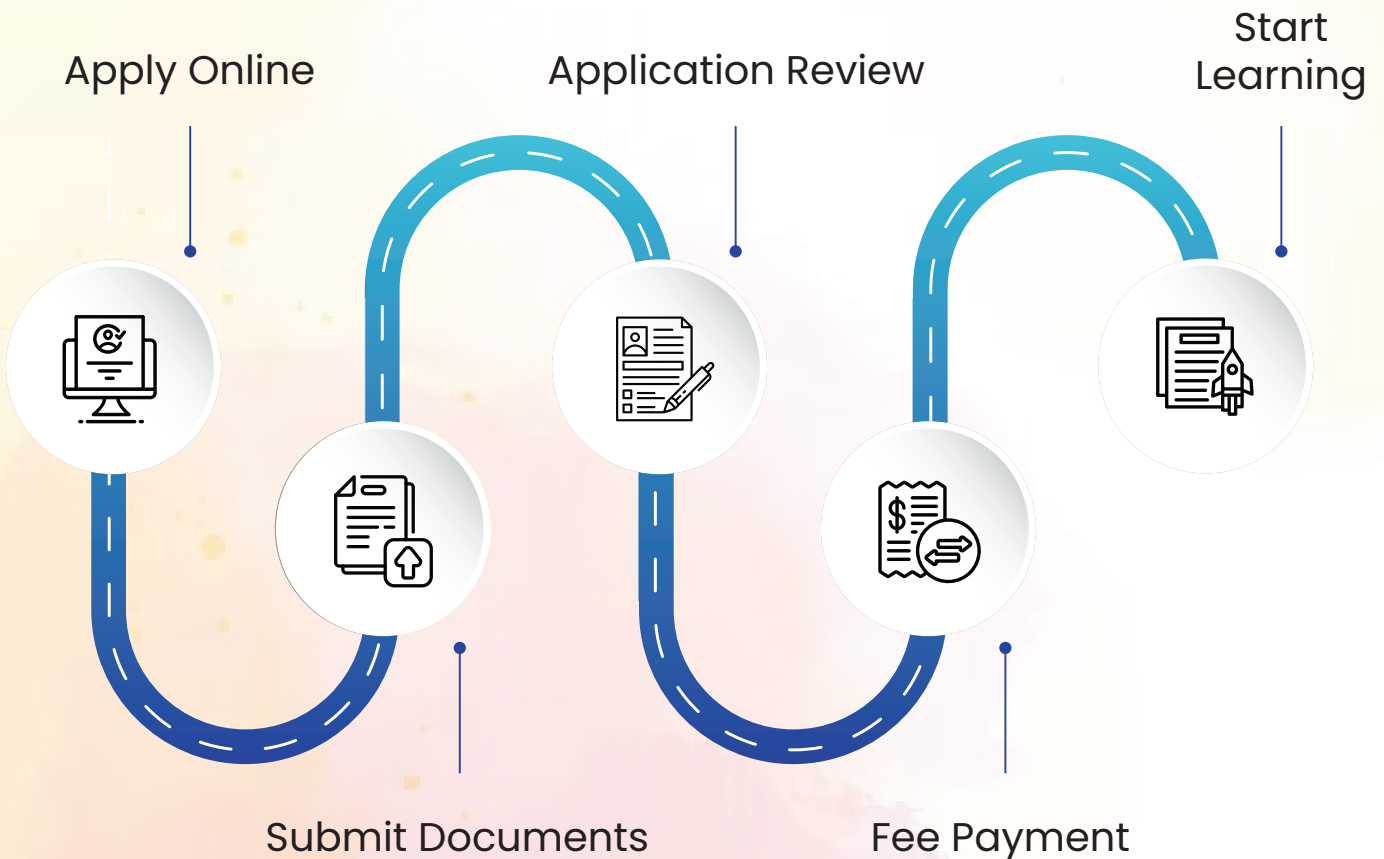 Apply Online
Submit Documents
Application Review
Fee Payment
Start
Learning
$